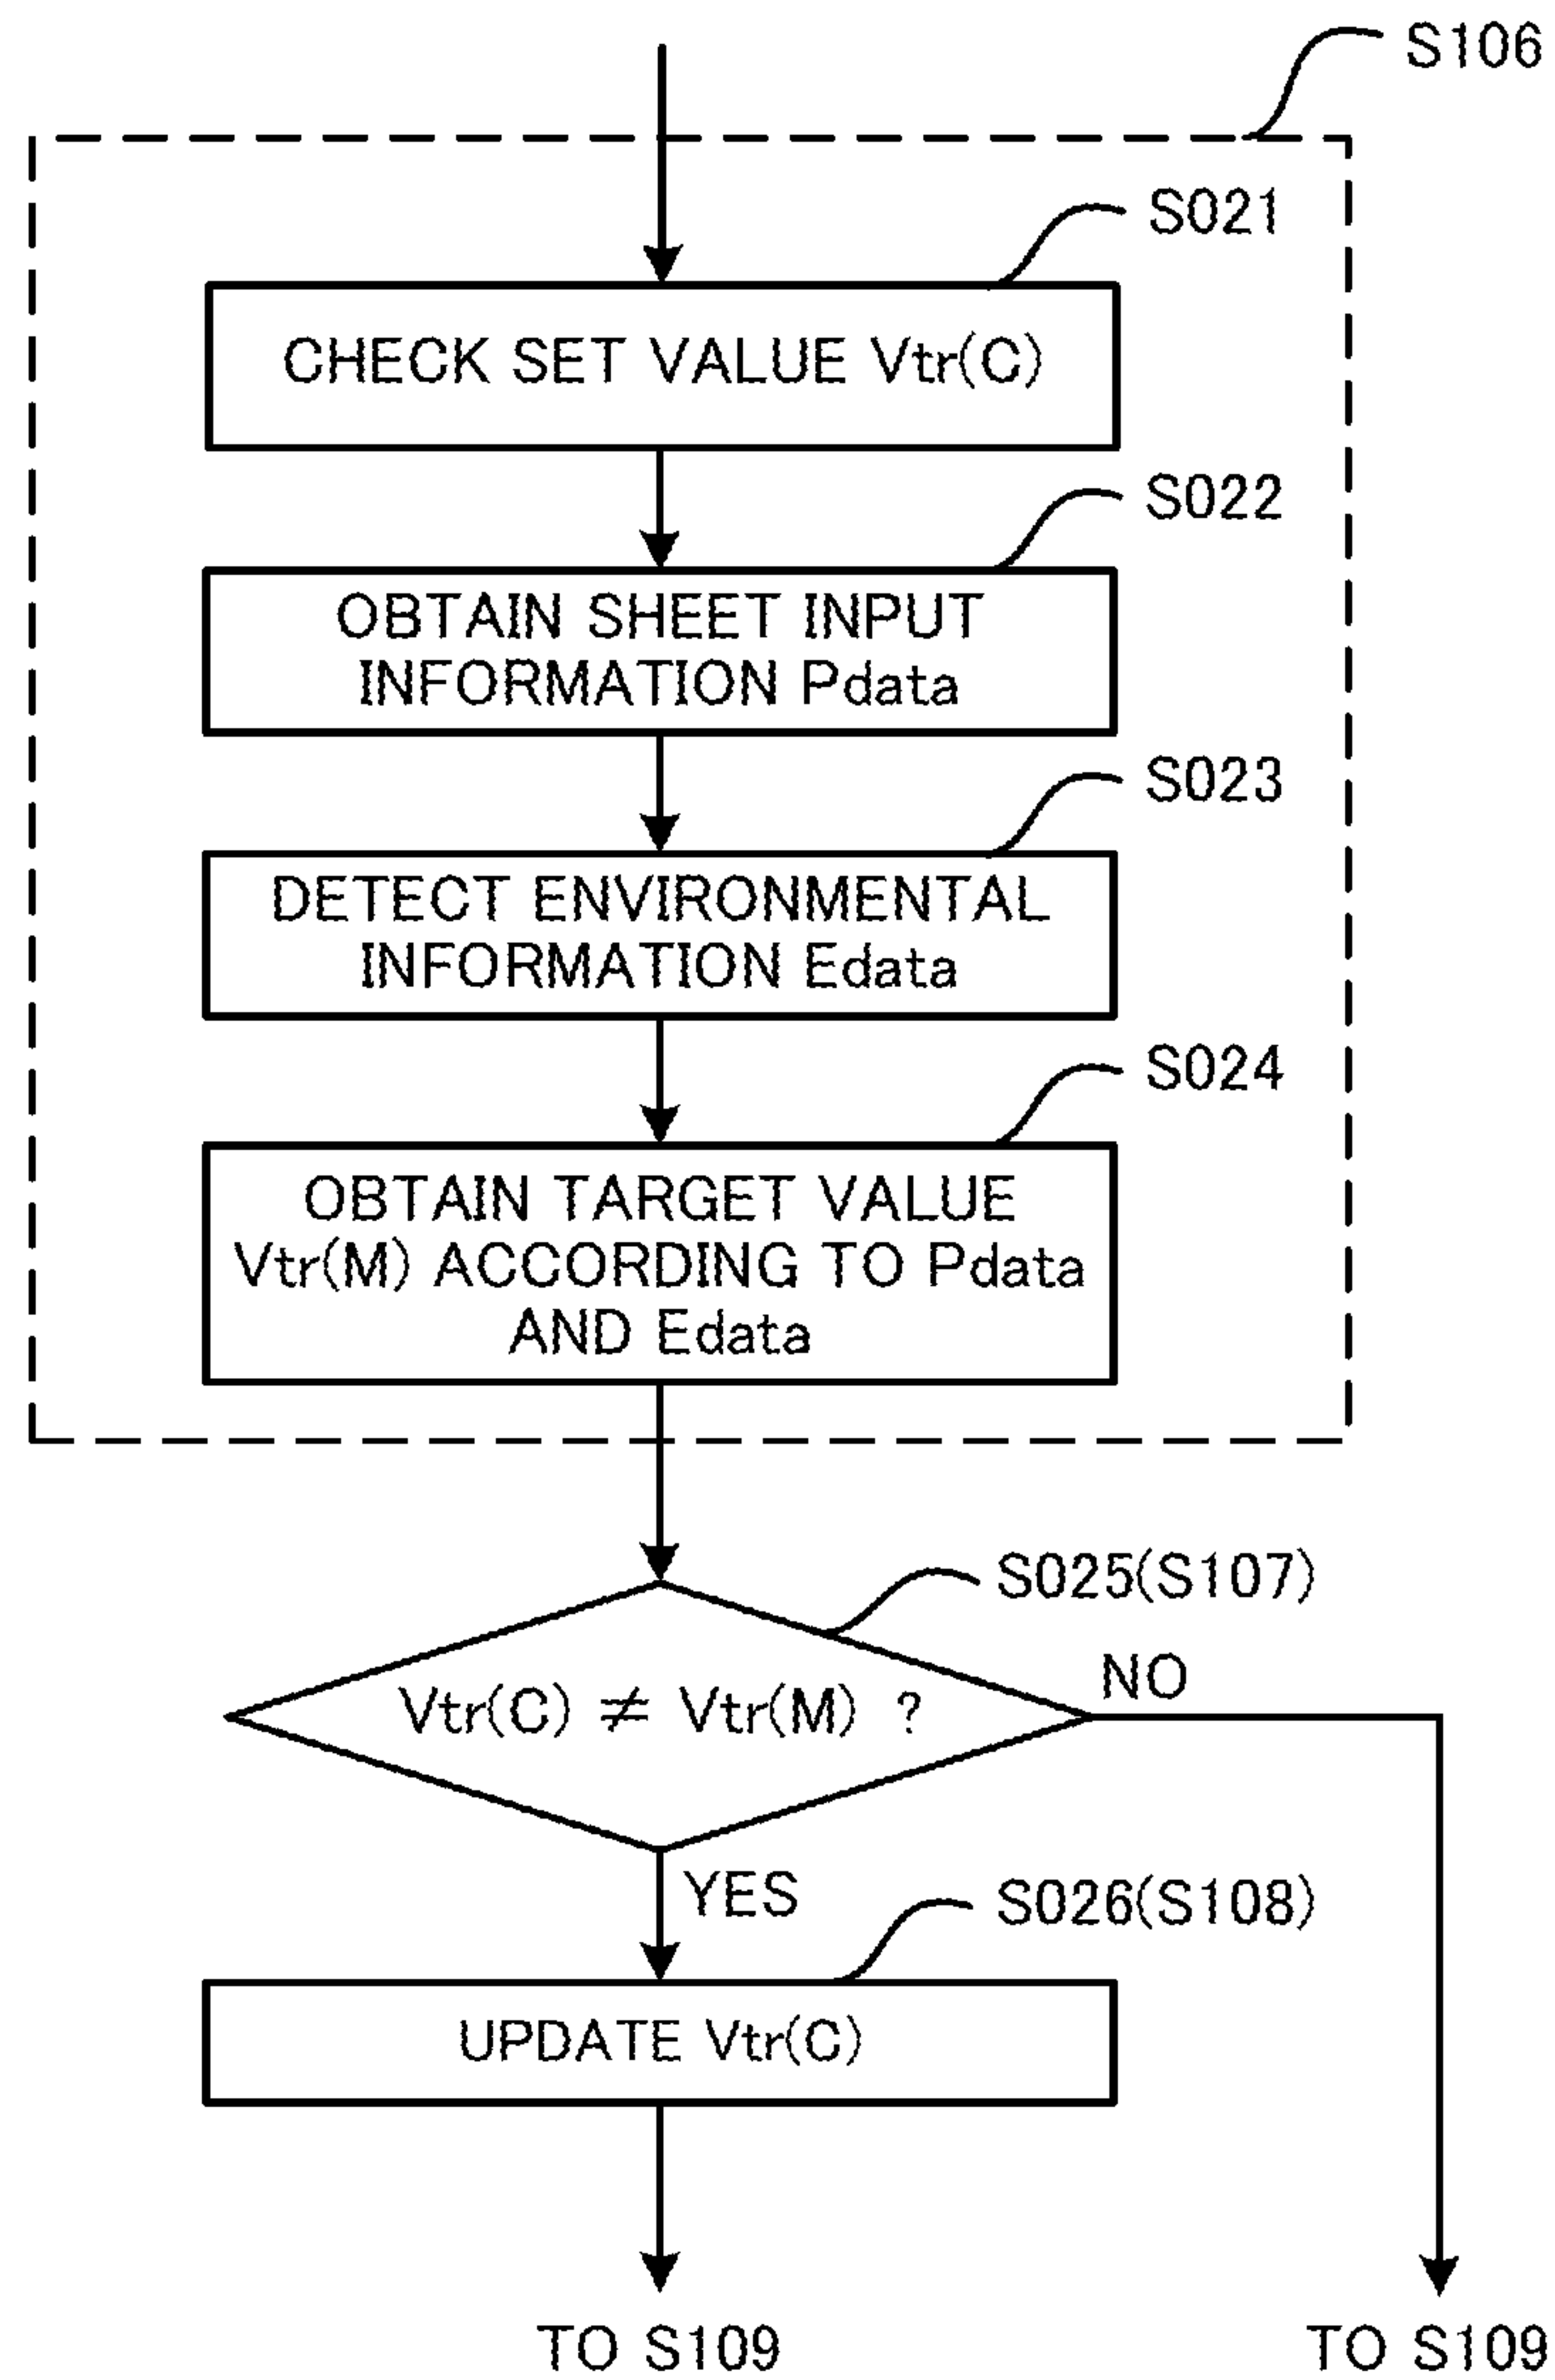 S106
S021
CHECK SET VALUE Vtr(C)
S022
OBTAIN SHEET INPUT
INFORMATION Pdata
S023
DETECT ENVIRONMENTAL
INFORMATION Edata
S024
OBTAIN TARGET VALUE
Vtr(M) ACCORDING TO Pdata
AND Edata
S025(S107)
Vtr(C) ≠ Vtr(M) ?
NO
YES
S026(S108)
UPDATE Vtr(C)
TO S109
TO S109